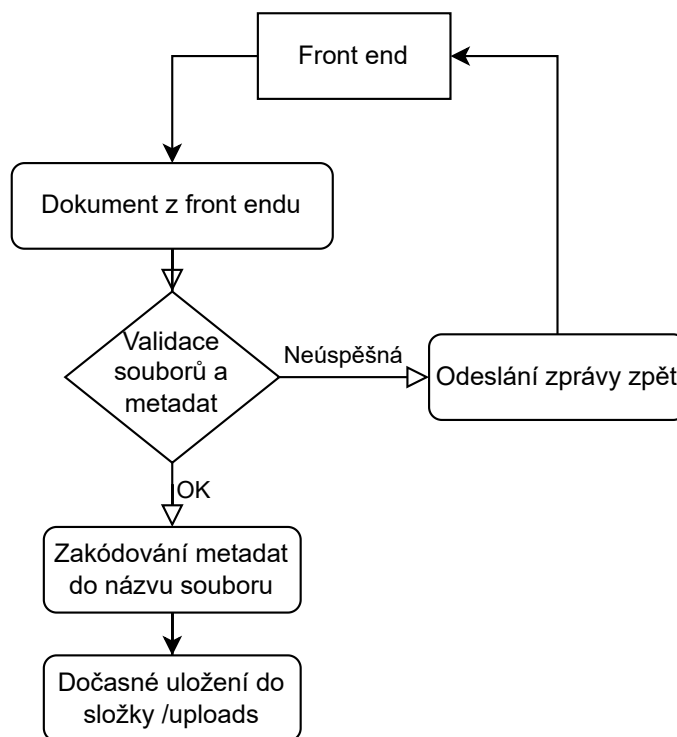 Front end
Dokument z front endu
Validace
souborů a
metadat
Neúspěšná
Odeslání zprávy zpět
OK
Zakódování metadat
do názvu souboru
Dočasné uložení do
složky /uploads